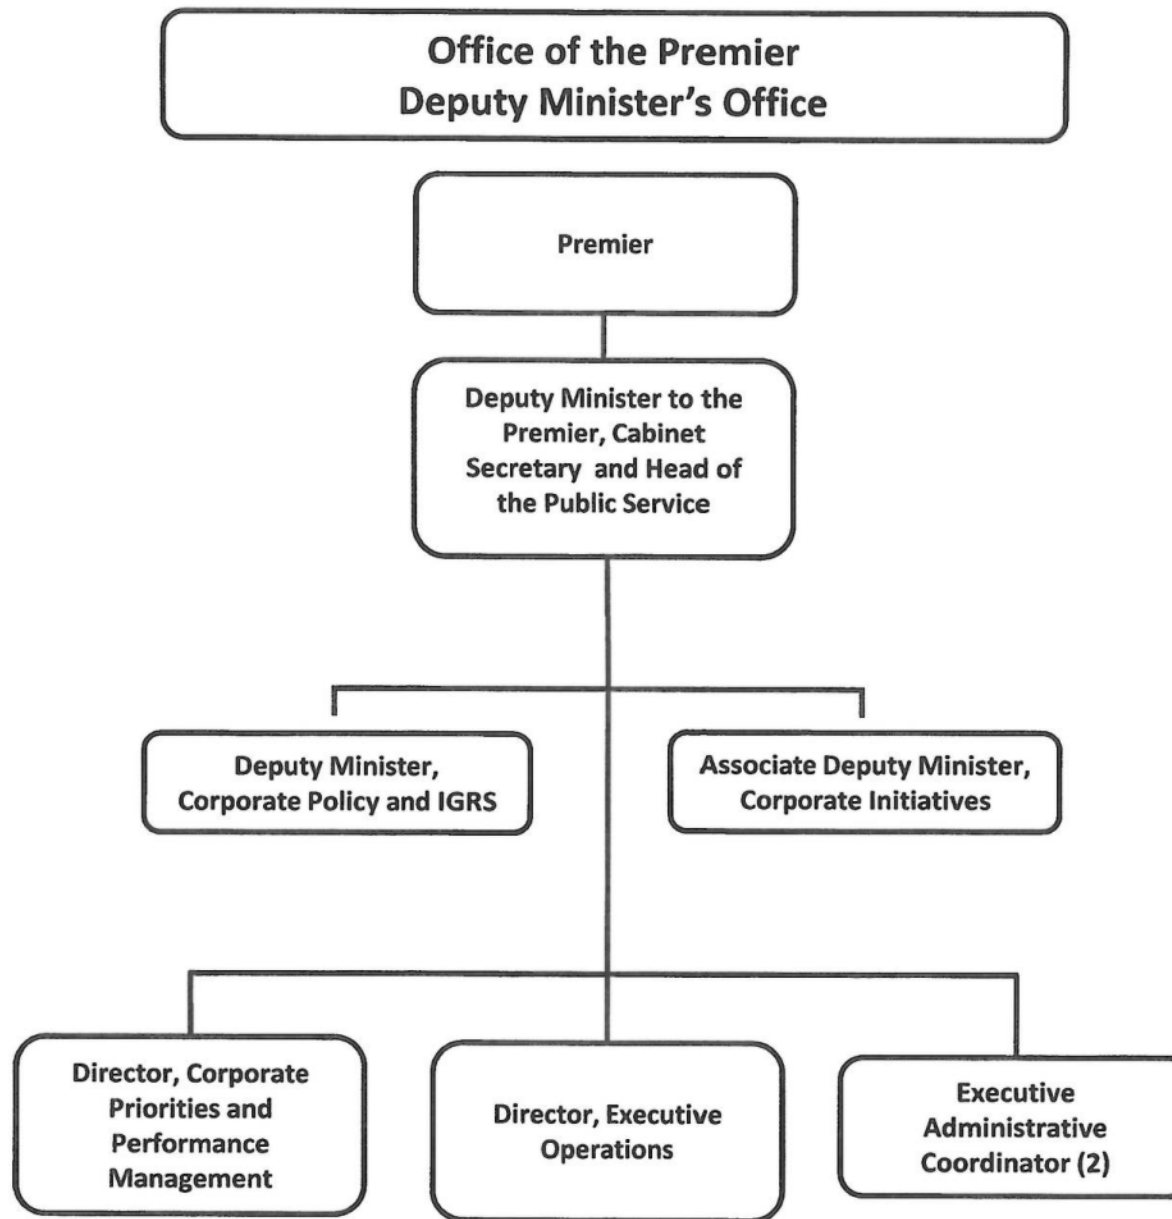 Office of the Premier
Deputy Minister’s Office
Premier
Deputy Minister to the
Premier, Cabinet
Secretary and Head of
the Public Service
Deputy Minister,
Corporate Policy and IGRS
Associate Deputy Minister,
Corporate Initiatives
Director, Corporate
Priorities and
Performance
Management
Director, Executive
Operations
Executive
Administrative
Coordinator (2)